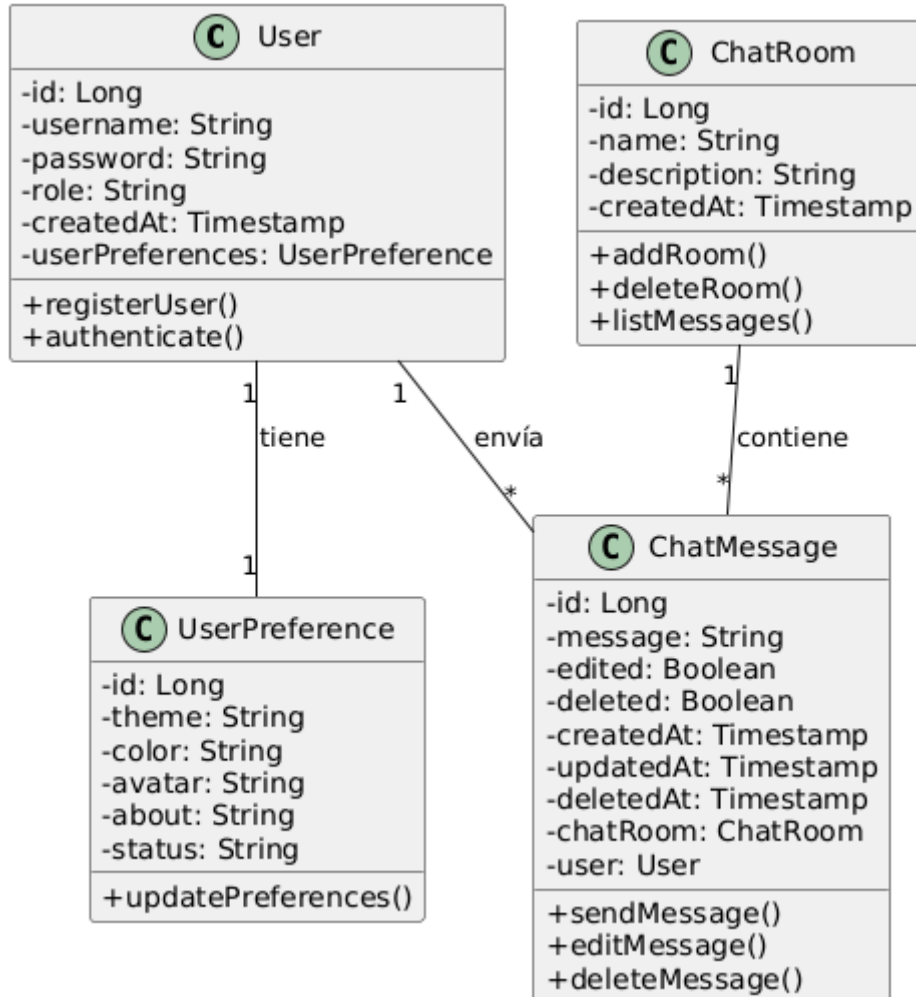 C User
-id: Long
-username: String
-password: String
-role: String
-createdAt: Timestamp
-userPreferences: UserPreference
+registerUser()
+authenticate()
C ChatRoom
-id: Long
-name: String
-description: String
-createdAt: Timestamp
+addRoom()
+deleteRoom()
+listMessages()
1
tiene
1
1
envía
*
1
contiene
*
C UserPreference
-id: Long
-theme: String
-color: String
-avatar: String
-about: String
-status: String
+updatePreferences()
C ChatMessage
-id: Long
-message: String
-edited: Boolean
-deleted: Boolean
-createdAt: Timestamp
-updatedAt: Timestamp
-deletedAt: Timestamp
-chatRoom: ChatRoom
-user: User
+sendMessage()
+editMessage()
+deleteMessage()